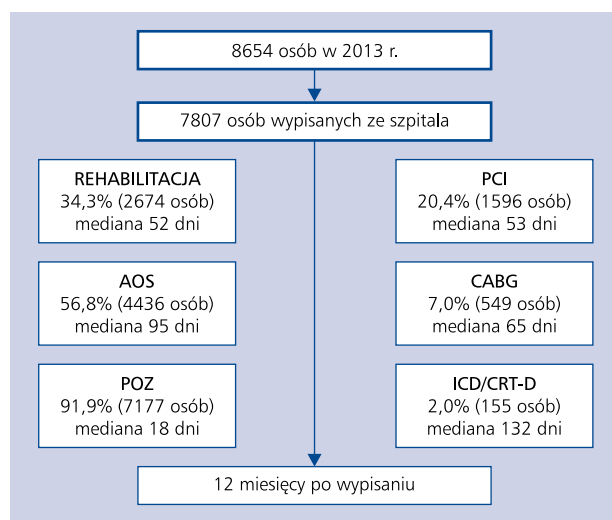 8654 osób w 2013 r.
7807 osób wypisanych ze szpitala
REHABILITACJA
34,3% (2674 osób)
mediana 52 dni
PCI
20,4% (1596 osób)
mediana 53 dni
AOS
56,8% (4436 osób)
mediana 95 dni
CABG
7,0% (549 osób)
mediana 65 dni
POZ
91,9% (7177 osób)
mediana 18 dni
ICD/CRT-D
2,0% (155 osób)
mediana 132 dni
12 miesięcy po wypisaniu